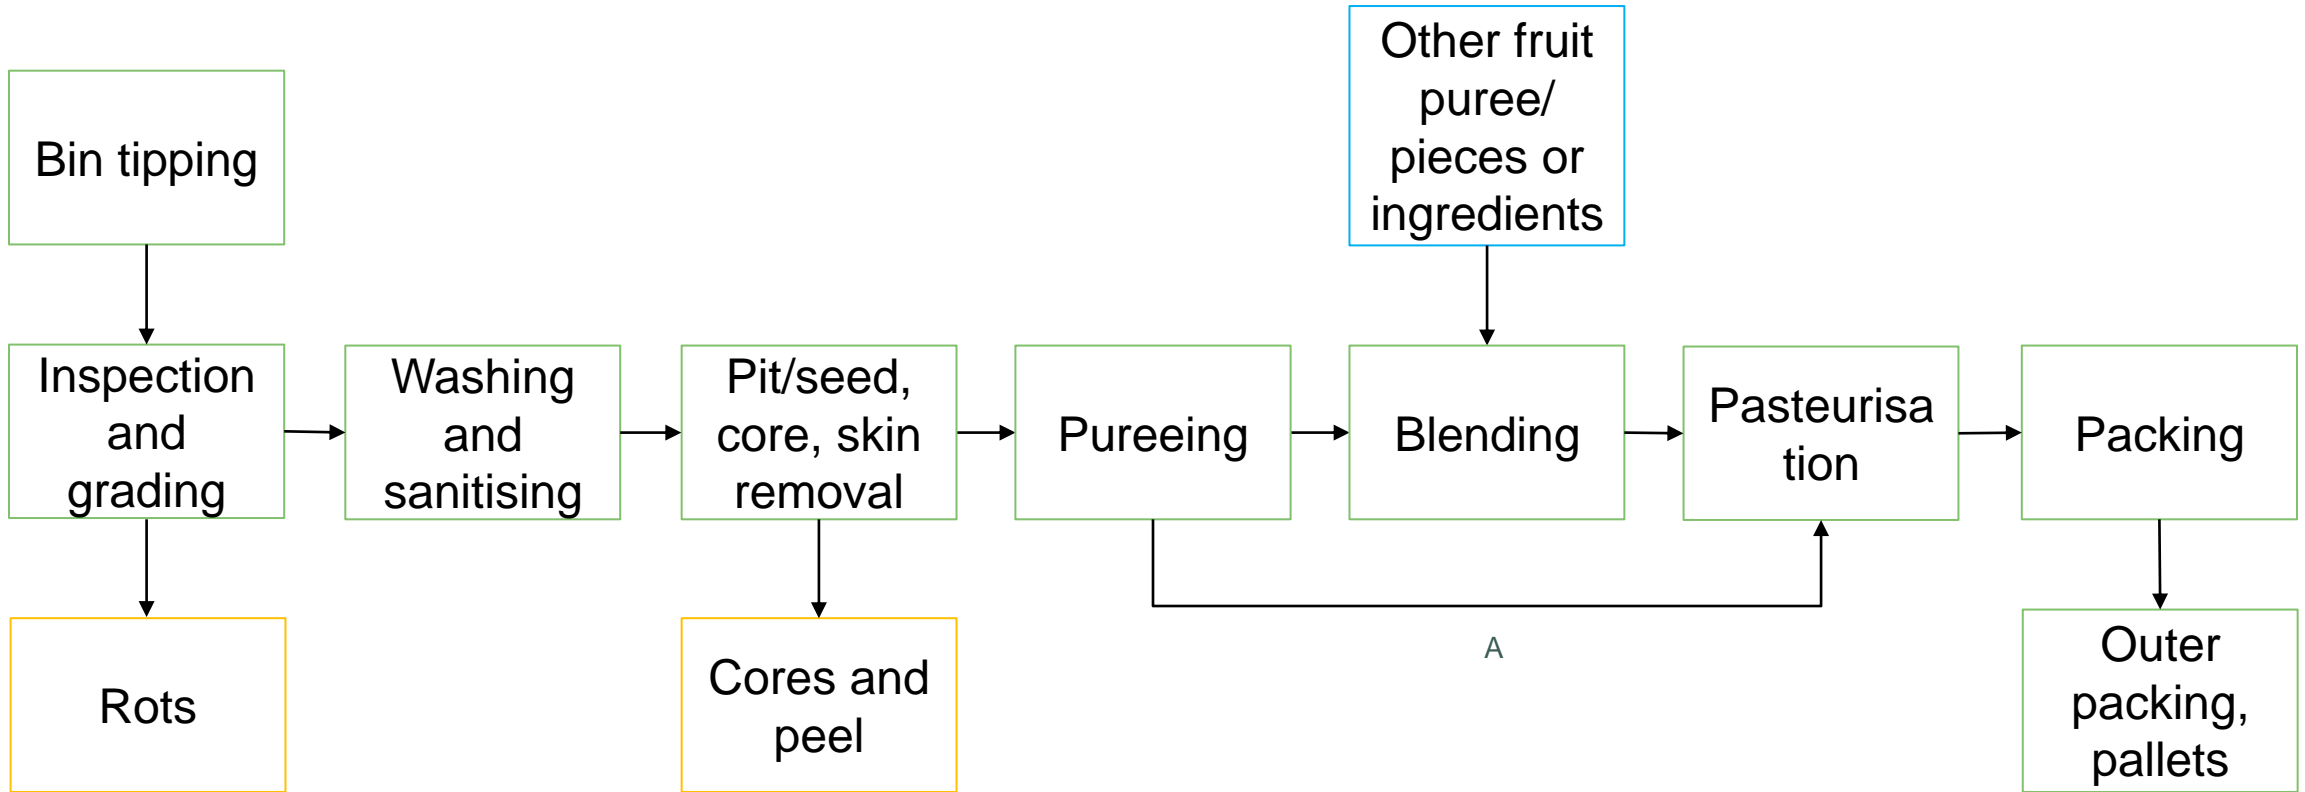 Other fruit
puree/
pieces or
ingredients
Bin tipping
Inspection
and
grading
Washing
and
sanitising
Pit/seed,
core, skin
removal
Pureeing
Blending
Pasteurisa
tion
Packing
Rots
Cores and
peel
A
Outer
packing,
pallets